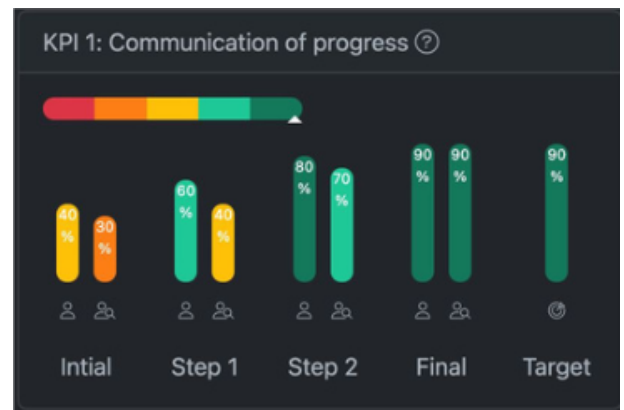 KPI 1: Communication of progress ?
40 %
30 %
60 %
40 %
80 %
70 %
90 %
90 %
90 %
Intial
Step 1
Step 2
Final
Target